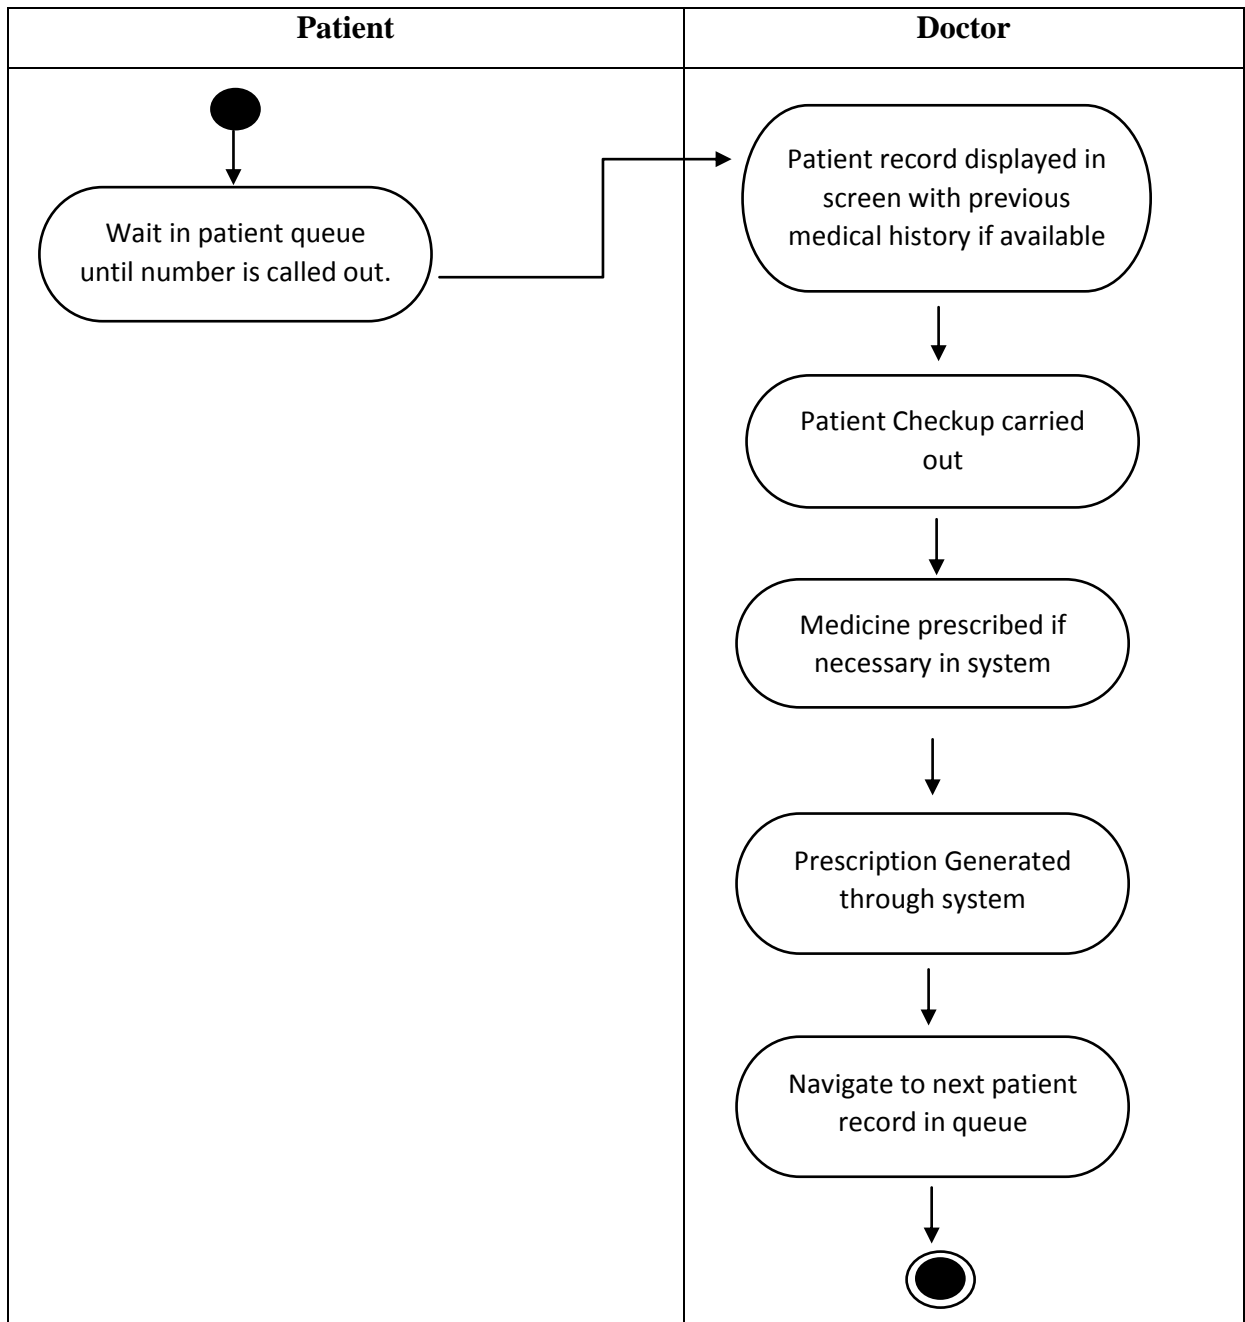 Patient
Doctor
Wait in patient queue
until number is called out.
Patient record displayed in
screen with previous
medical history if available
Patient Checkup carried
out
Medicine prescribed if
necessary in system
Prescription Generated
through system
Navigate to next patient
record in queue